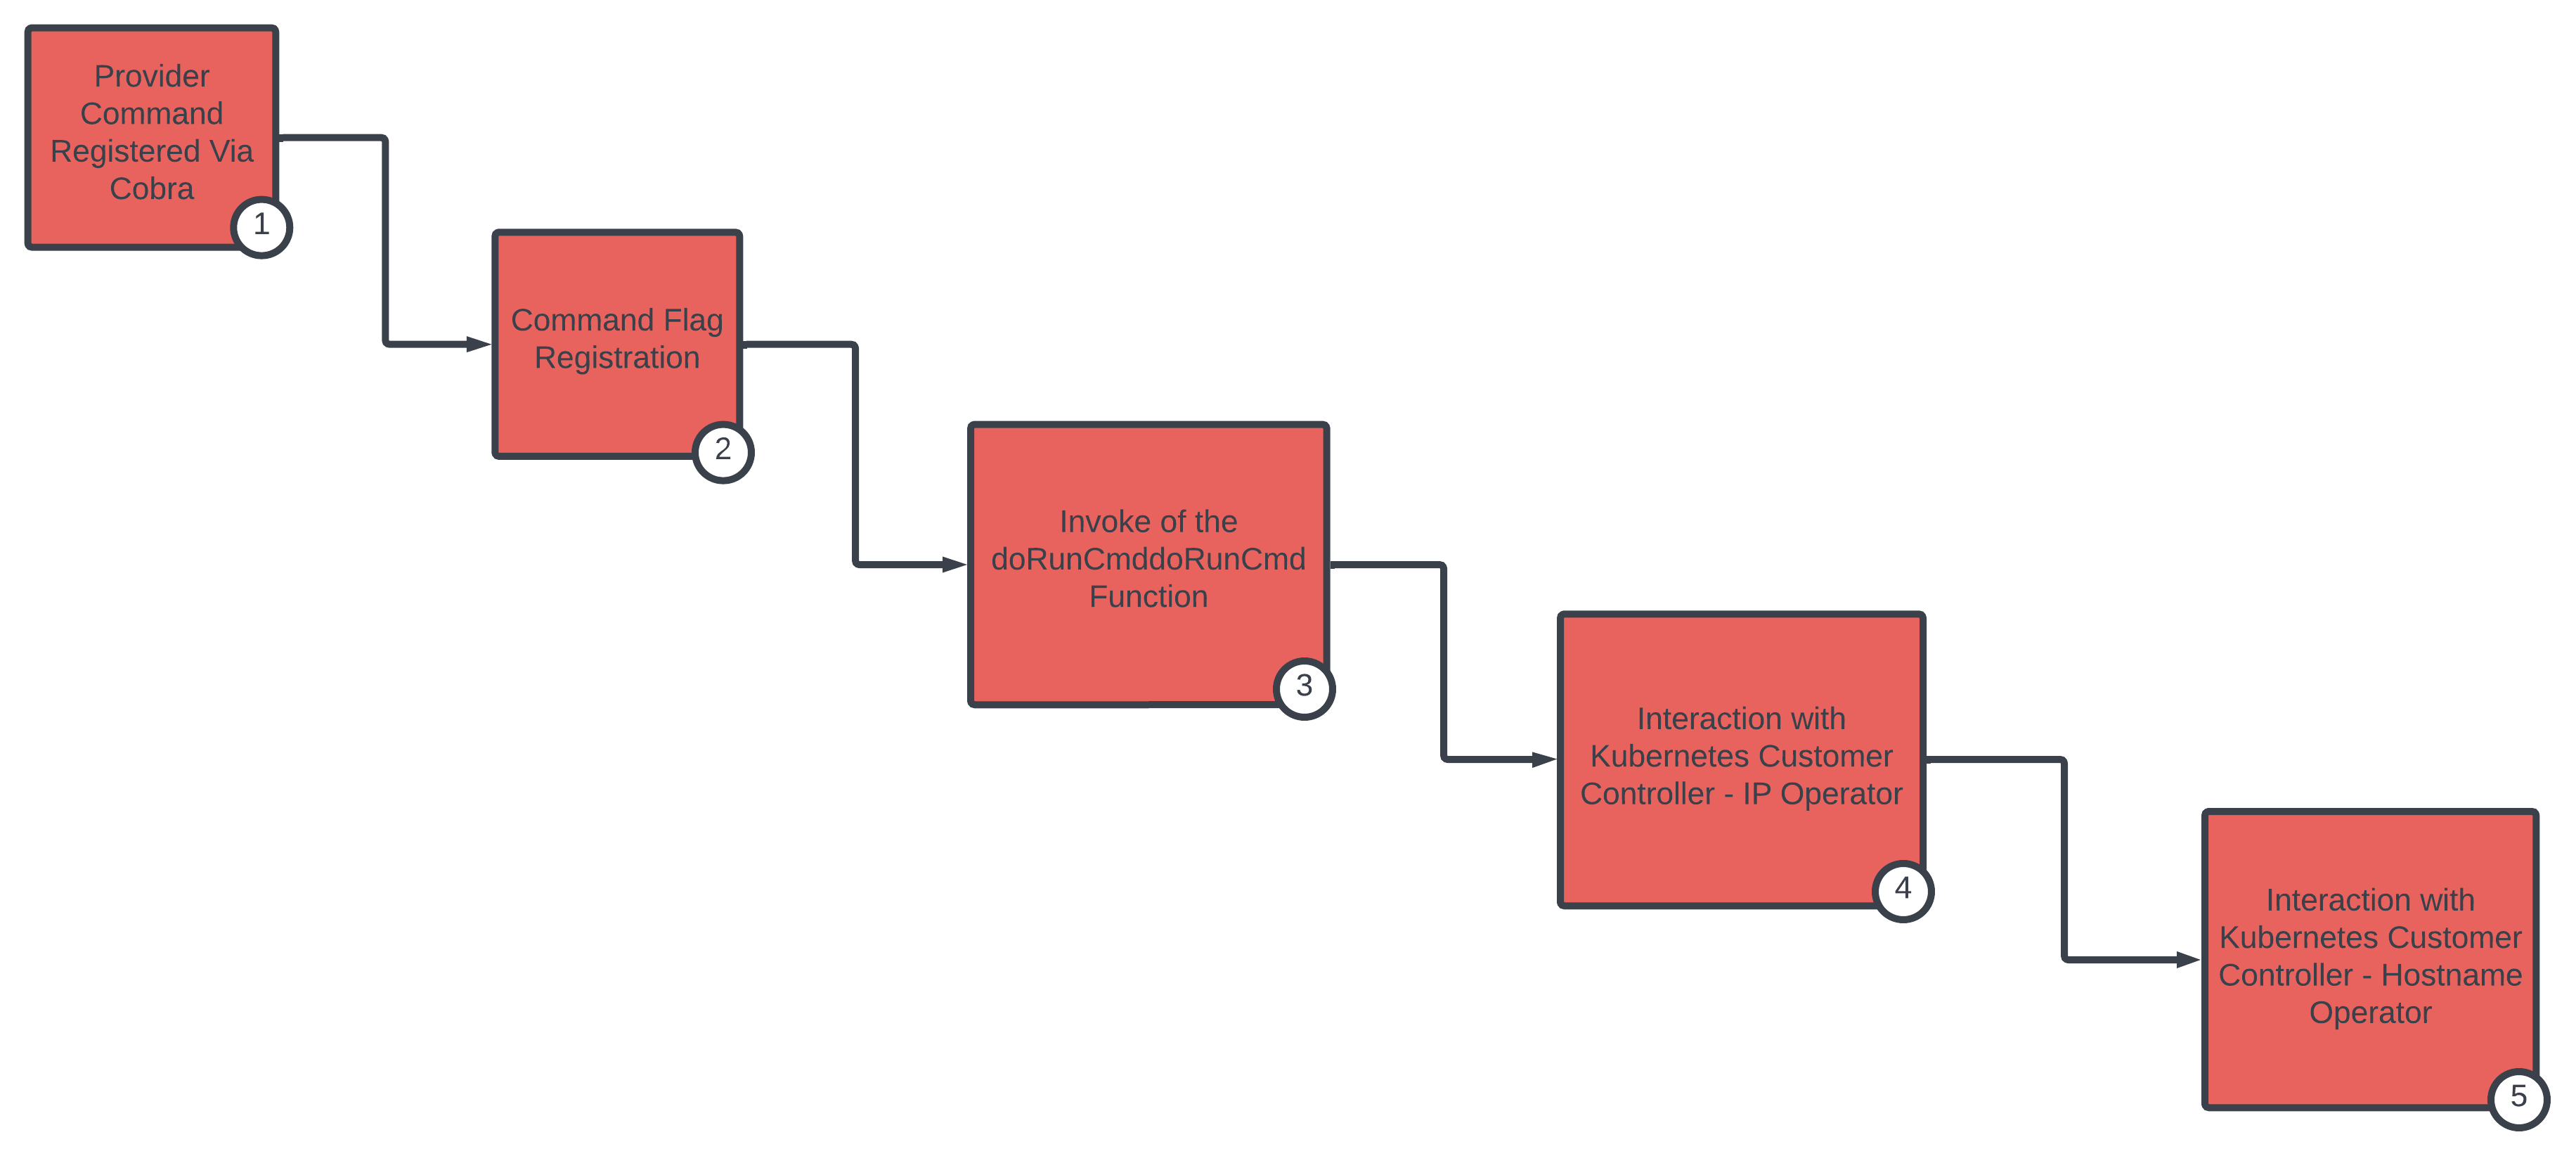 Provider
Command
Registered Via
Cobra
1
Command Flag
Registration
2
Invoke of the
doRunCmddoRunCmd
Function
3
Interaction with
Kubernetes Customer
Controller - IP Operator
4
Interaction with
Kubernetes Customer
Controller - Hostname
Operator
5